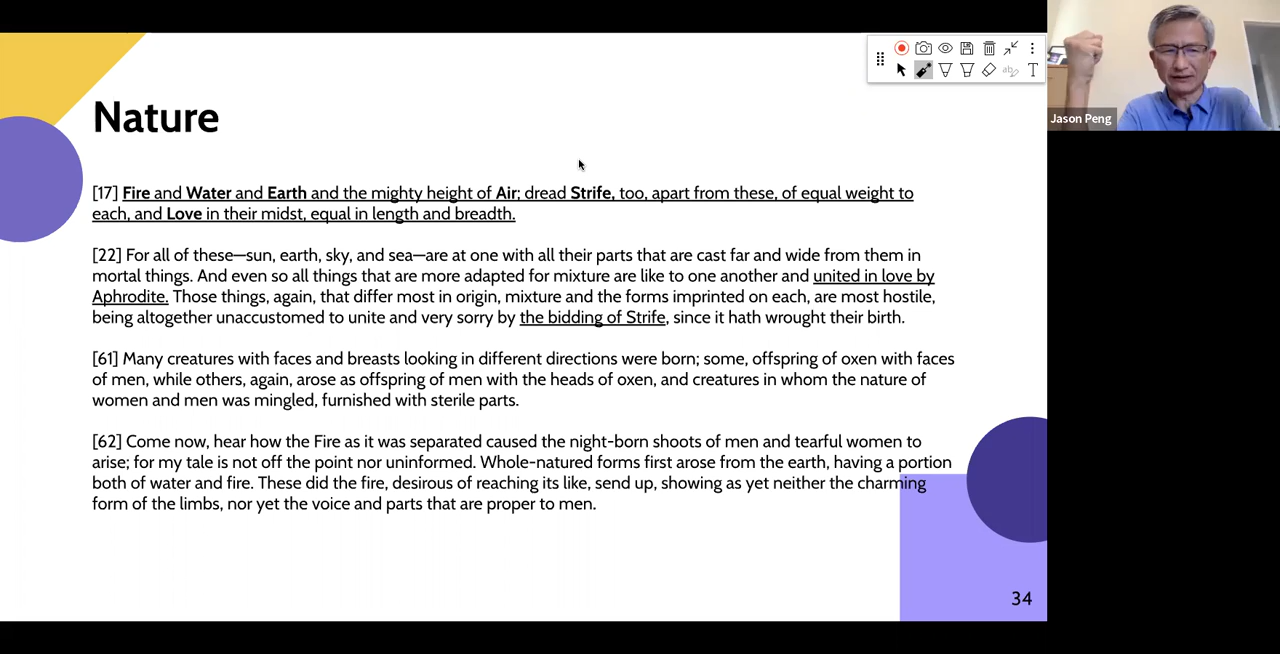 Nature
[17] Fire and Water and Earth and the mighty height of Air; dread Strife, too, apart from these, of equal weight to
each, and Love in their midst, equal in length and breadth.
[22] For all of these—sun, earth, sky, and sea—are at one with all their parts that are cast far and wide from them in
mortal things. And even so all things that are more adapted for mixture are like to one another and united in love by
Aphrodite. Those things, again, that differ most in origin, mixture and the forms imprinted on each, are most hostile,
being altogether unaccustomed to unite and very sorry by the bidding of Strife, since it hath wrought their birth.
[61] Many creatures with faces and breasts looking in different directions were born; some, offspring of oxen with faces
of men, while others, again, arose as offspring of men with the heads of oxen, and creatures in whom the nature of
women and men was mingled, furnished with sterile parts.
[62] Come now, hear how the Fire as it was separated caused the night-born shoots of men and tearful women to
arise; for my tale is not off the point nor uninformed. Whole-natured forms first arose from the earth, having a portion
both of water and fire. These did the fire, desirous of reaching its like, send up, showing as yet neither the charming
form of the limbs, nor yet the voice and parts that are proper to men.
34
ab
T
Jason Peng